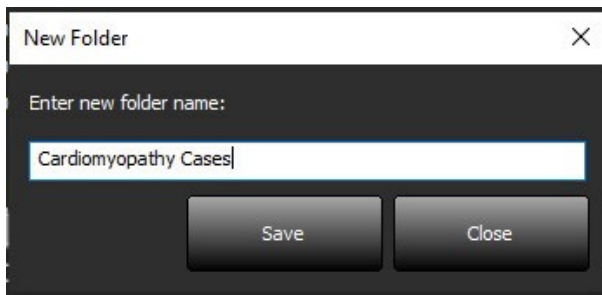 New Folder
Enter new folder name:
Cardiomyopathy Cases
Save Close